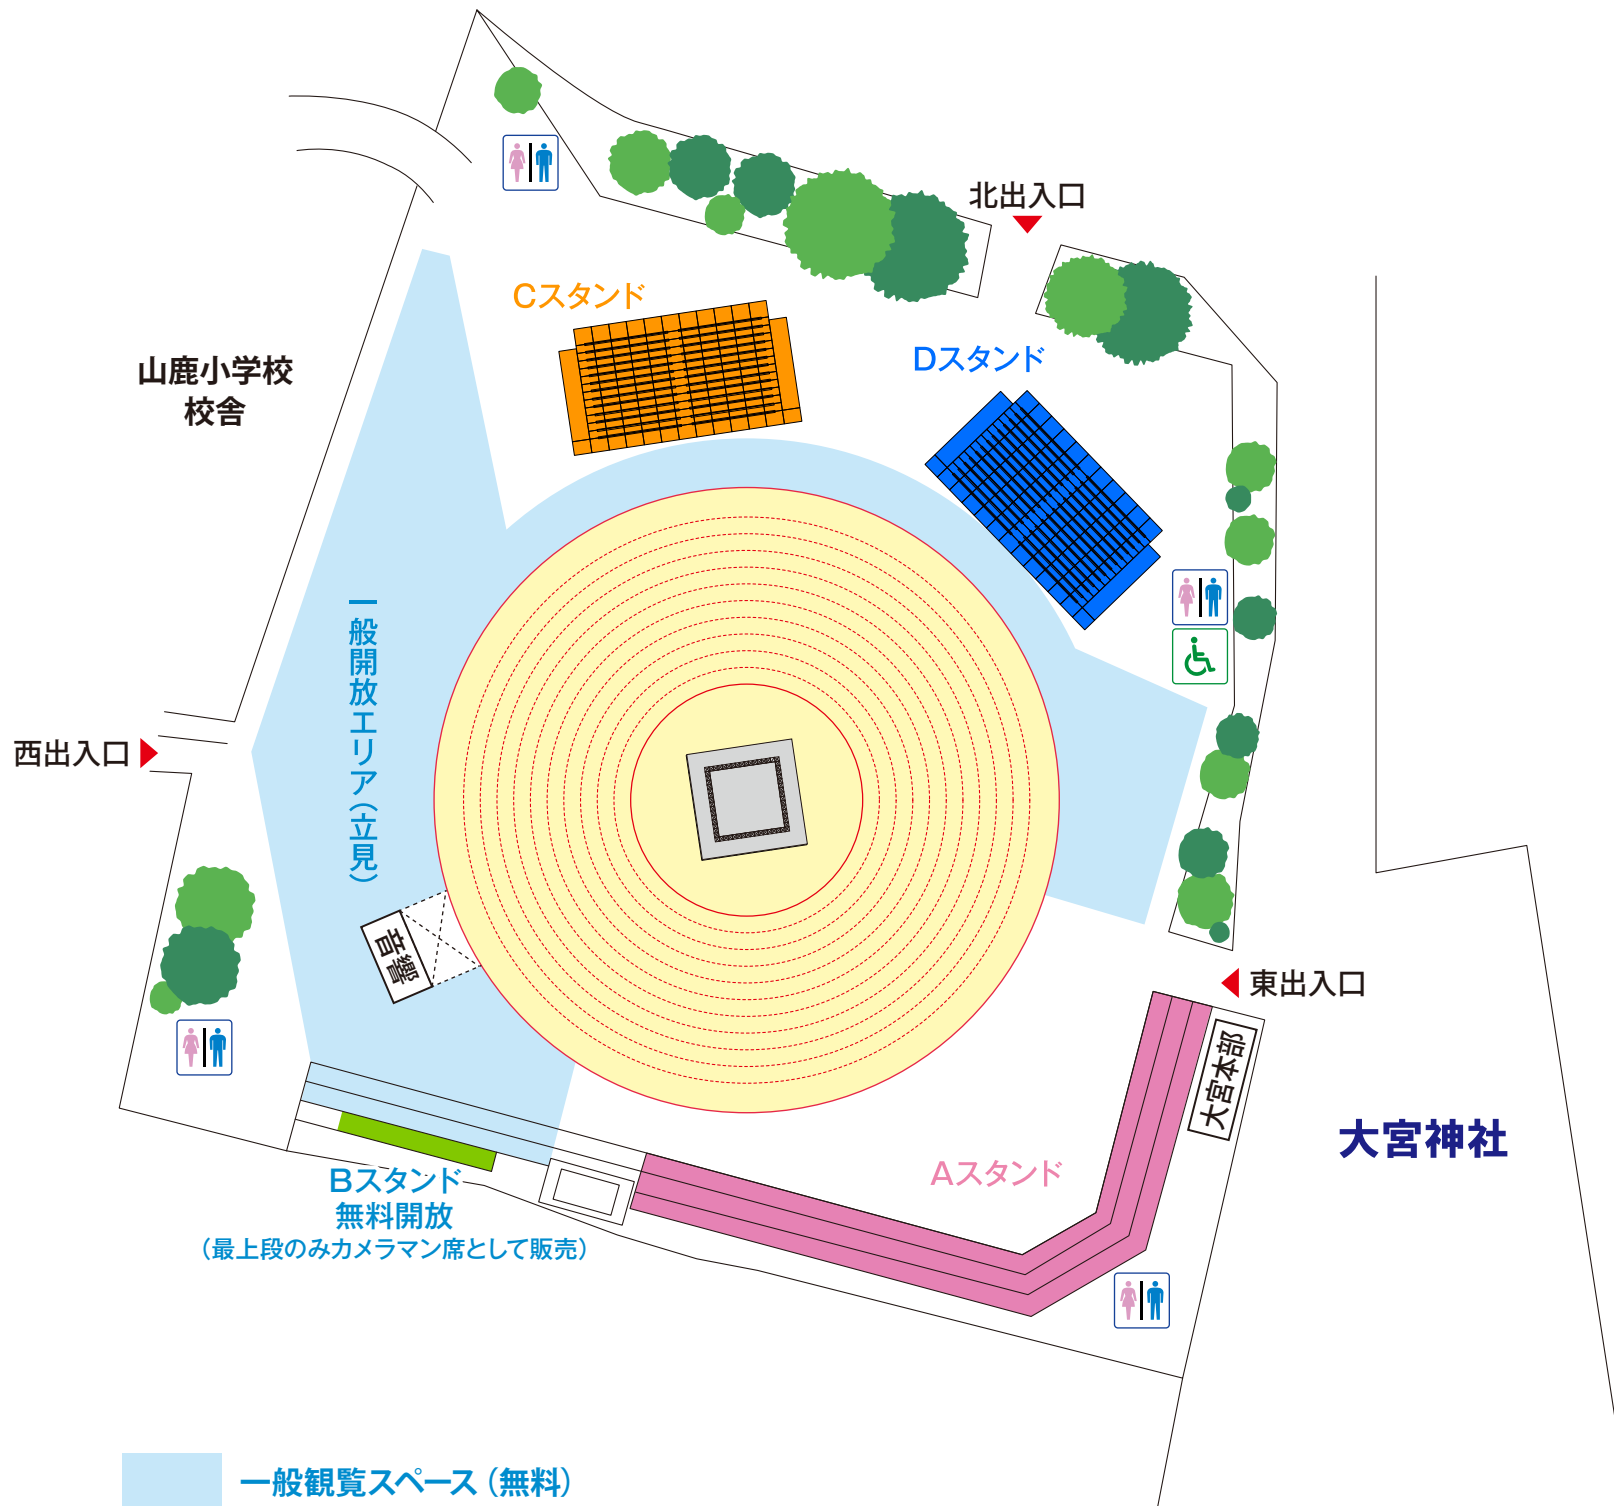 北出入口
Cスタンド
Dスタンド
山鹿小学校
校舎
一般開放エリア（立見）
西出入口
音響
東出入口
大宮本部
大宮神社
Aスタンド
Bスタンド
無料開放
（最上段のみカメラマン席として販売）
一般観覧スペース（無料）